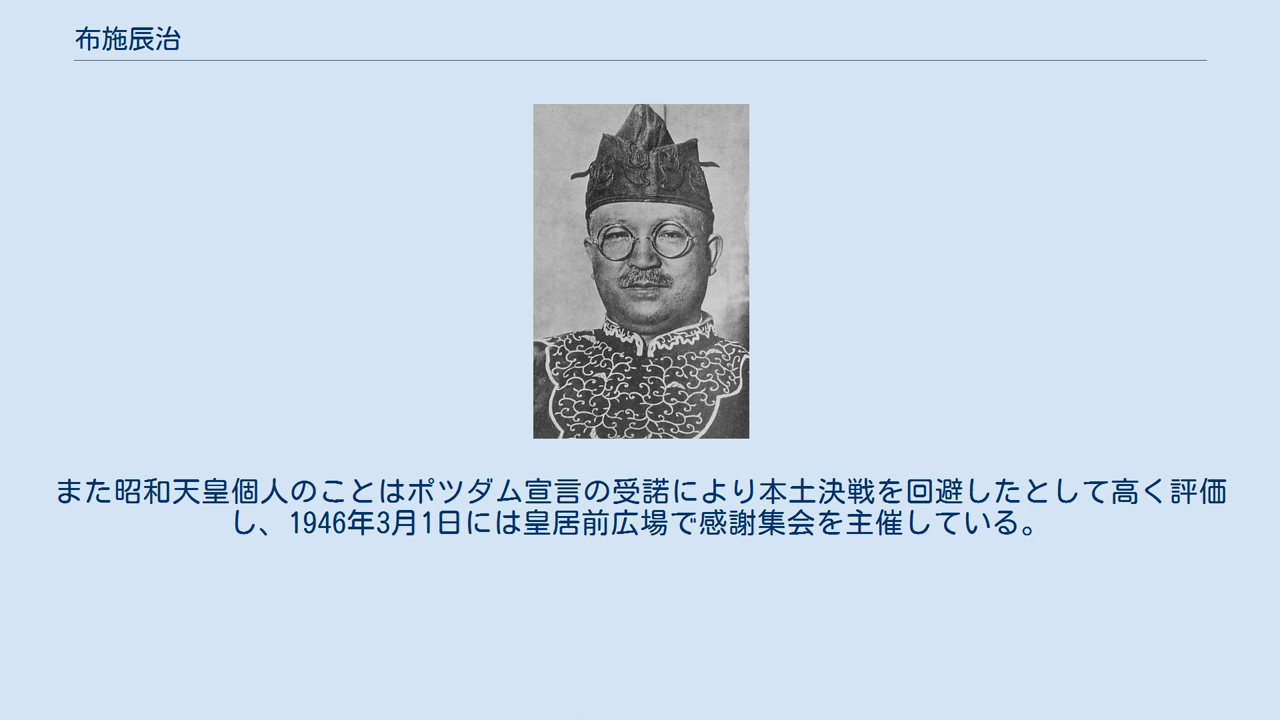 布施辰治
また昭和天皇個人のことはポツダム宣言の受諾により本土決戦を回避したとして高く評価
し、1946年3月1日には皇居前広場で感謝集会を主催している。